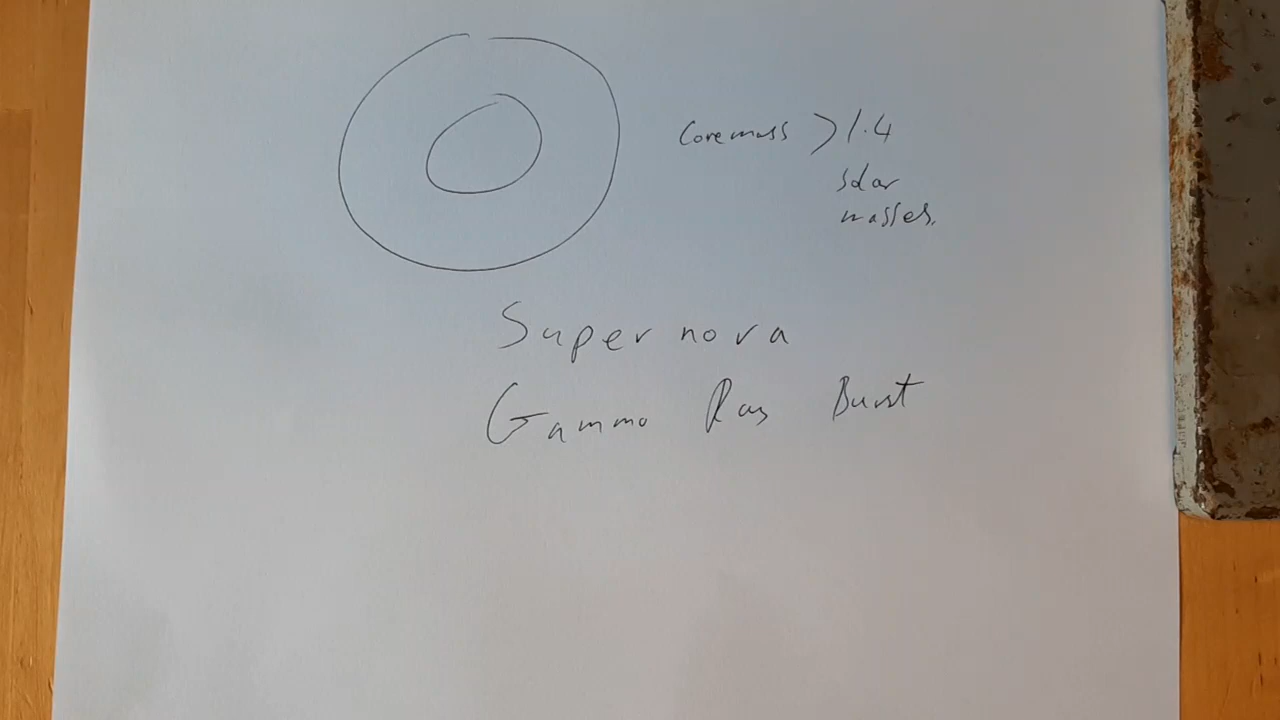 Core mass > 1.4
solar
masses.
Supernova
Gamma Ray Burst